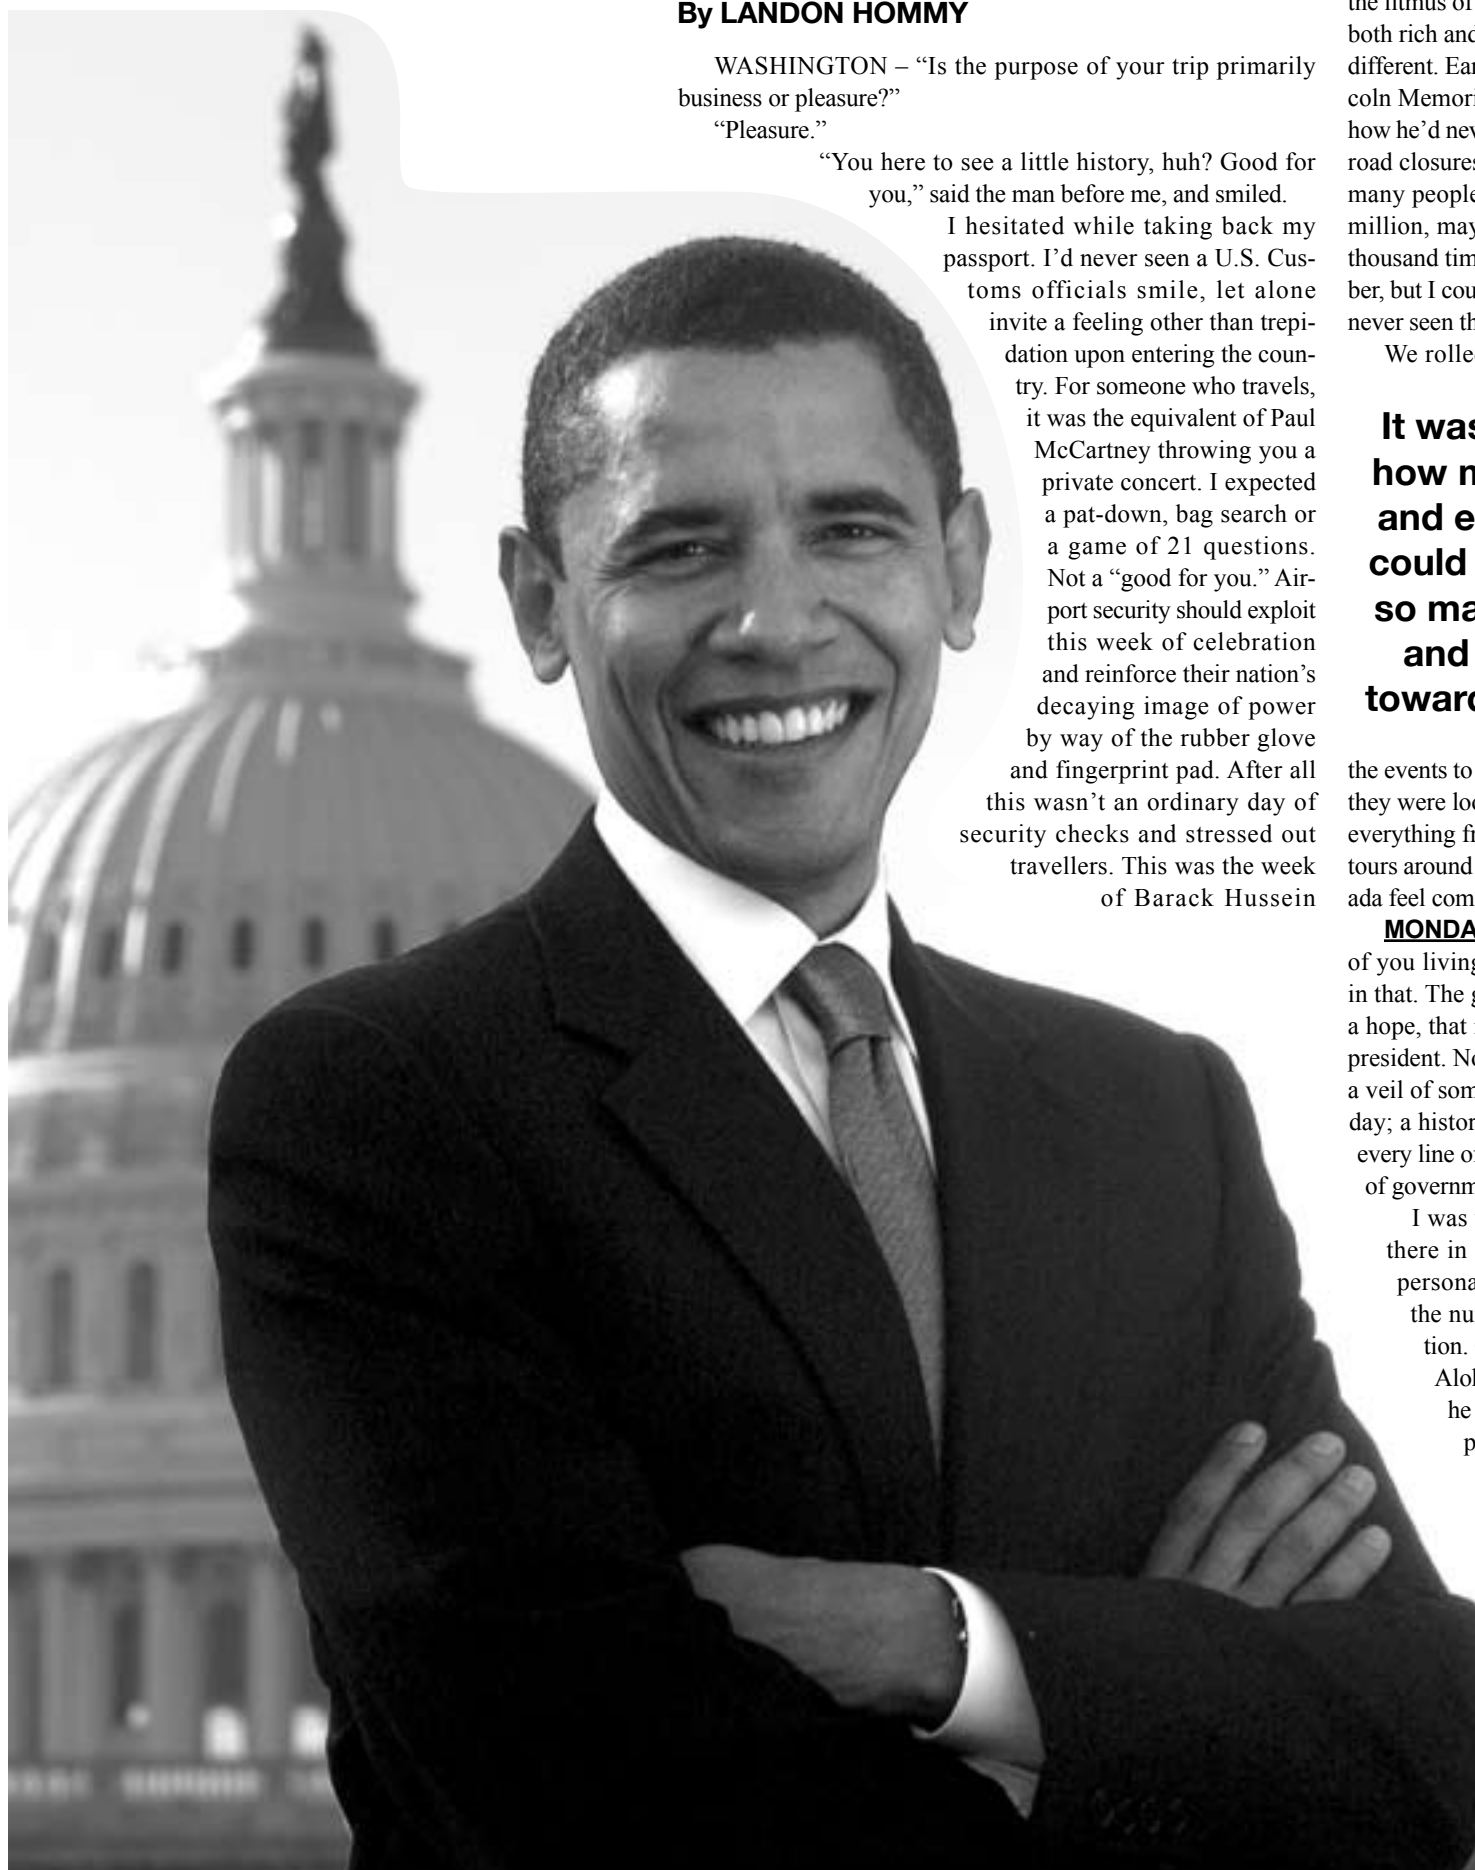 By LANDON HOMMY
WASHINGTON – “Is the purpose of your trip primarily
business or pleasure?”
“Pleasure.”
“You here to see a little history, huh? Good for
you,” said the man before me, and smiled.
I hesitated while taking back my
passport. I’d never seen a U.S. Cus-
toms officials smile, let alone
invite a feeling other than trepi-
dation upon entering the coun-
try. For someone who travels,
it was the equivalent of Paul
McCartney throwing you a
private concert. I expected
a pat-down, bag search or
a game of 21 questions.
Not a “good for you.” Air-
port security should exploit
this week of celebration
and reinforce their nation’s
decaying image of power
by way of the rubber glove
and fingerprint pad. After all
this wasn’t an ordinary day of
security checks and stressed out
travellers. This was the week
of Barack Hussein
the litmus of
both rich and
different. Ear
coln Memori
how he’d nev
road closures
many people
million, may
thousand tim
ber, but I cou
never seen th
We rolle
It was
how m
and e
could
so ma
and
toward
the events to
they were loo
everything fr
tours around
ada feel com
MONDA
of you living
in that. The g
a hope, that
president. No
a veil of som
day; a histor
every line of
of governm
I was
there in
persona
the nu
tion.
Aloh
he
p